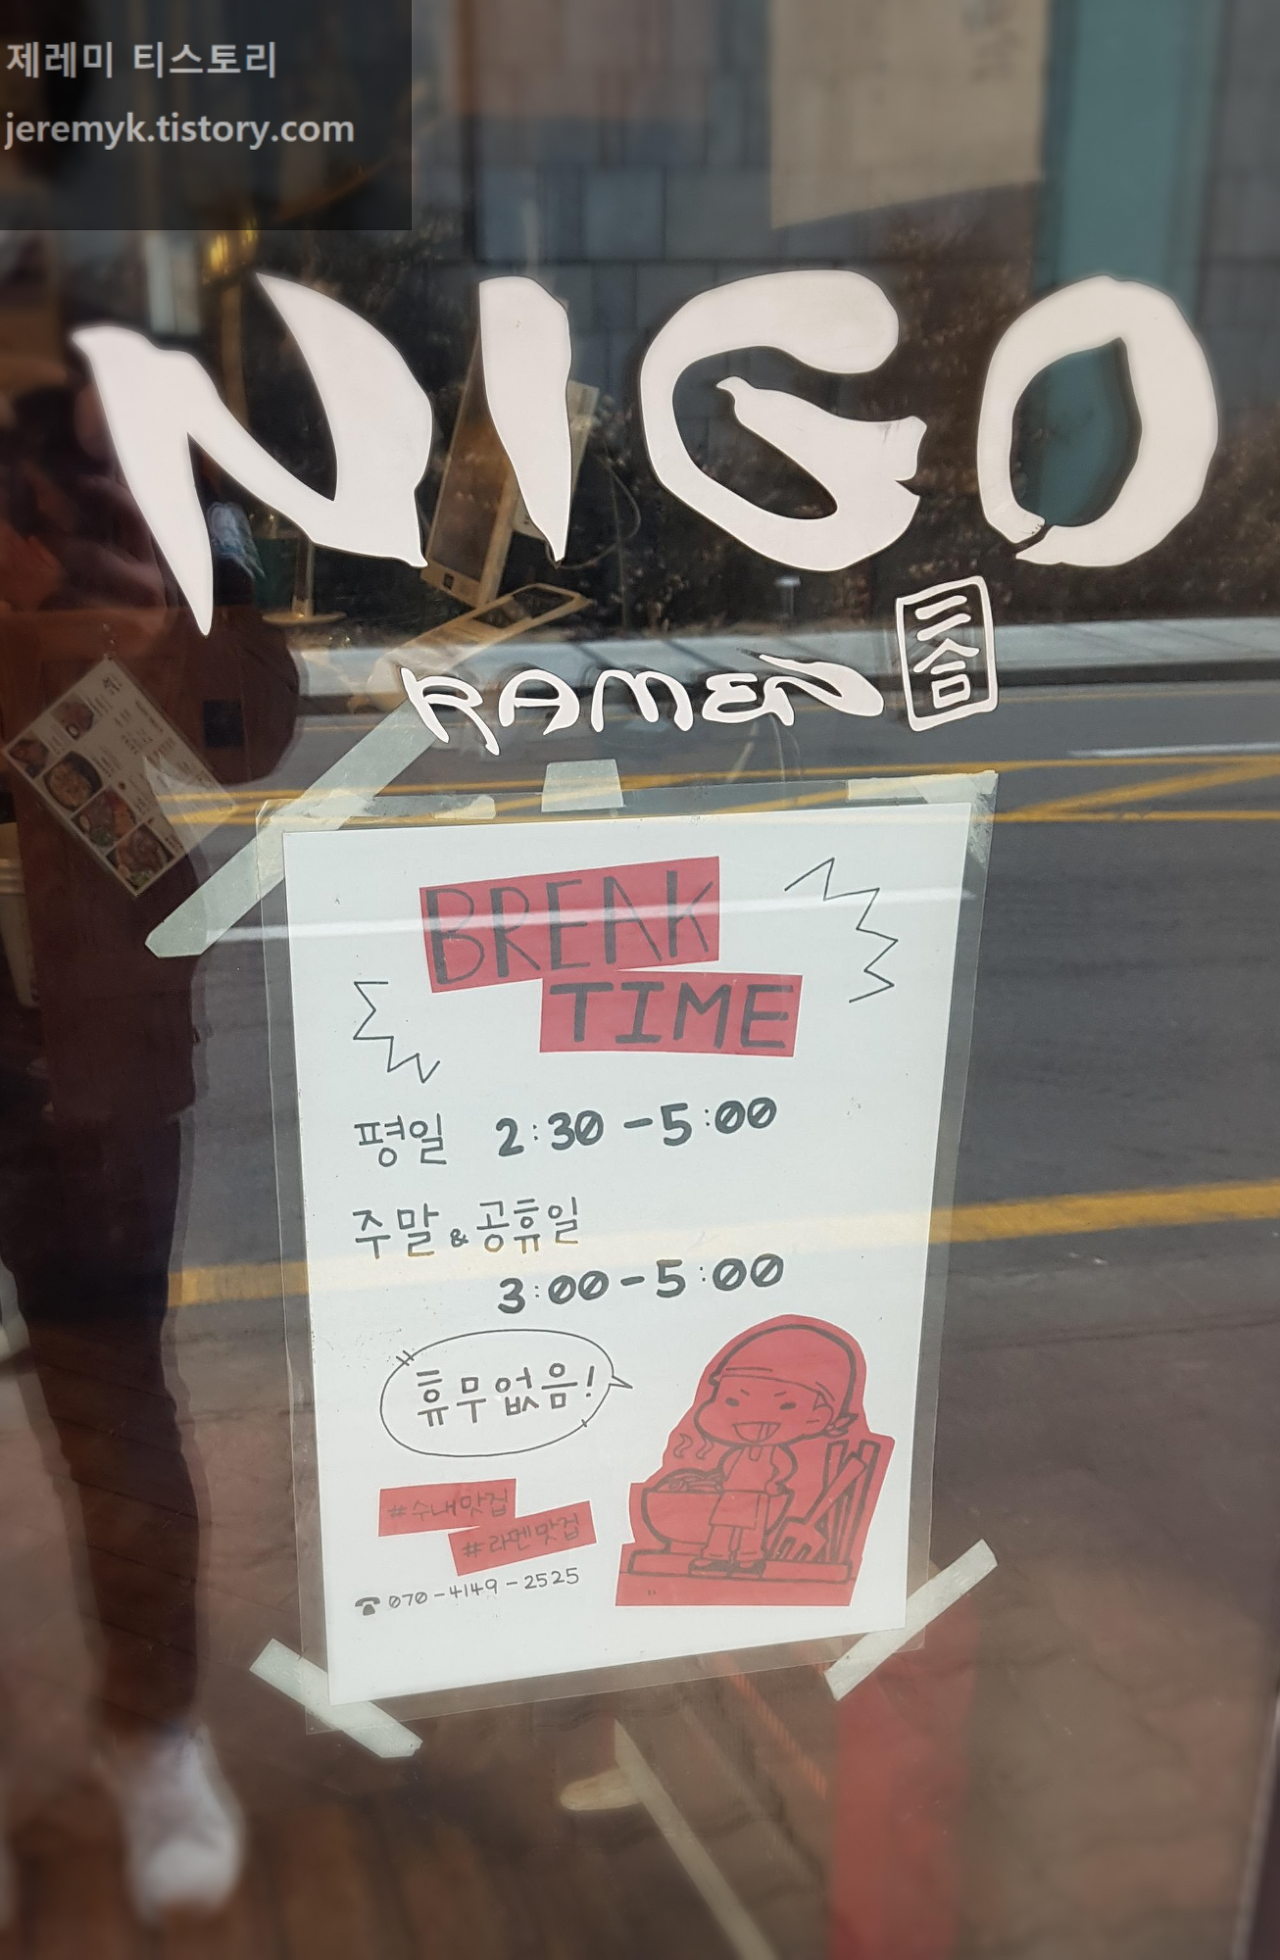 제레미 티스토리
jeremyk.tistory.com
NIGO
RAMEN 二合
BREAK
TIME
평일 2:30-5:00
주말 & 공휴일
3:00-5:00
휴무없음!
#수내맛집
#라멘맛집
☎ 070-4149-2525